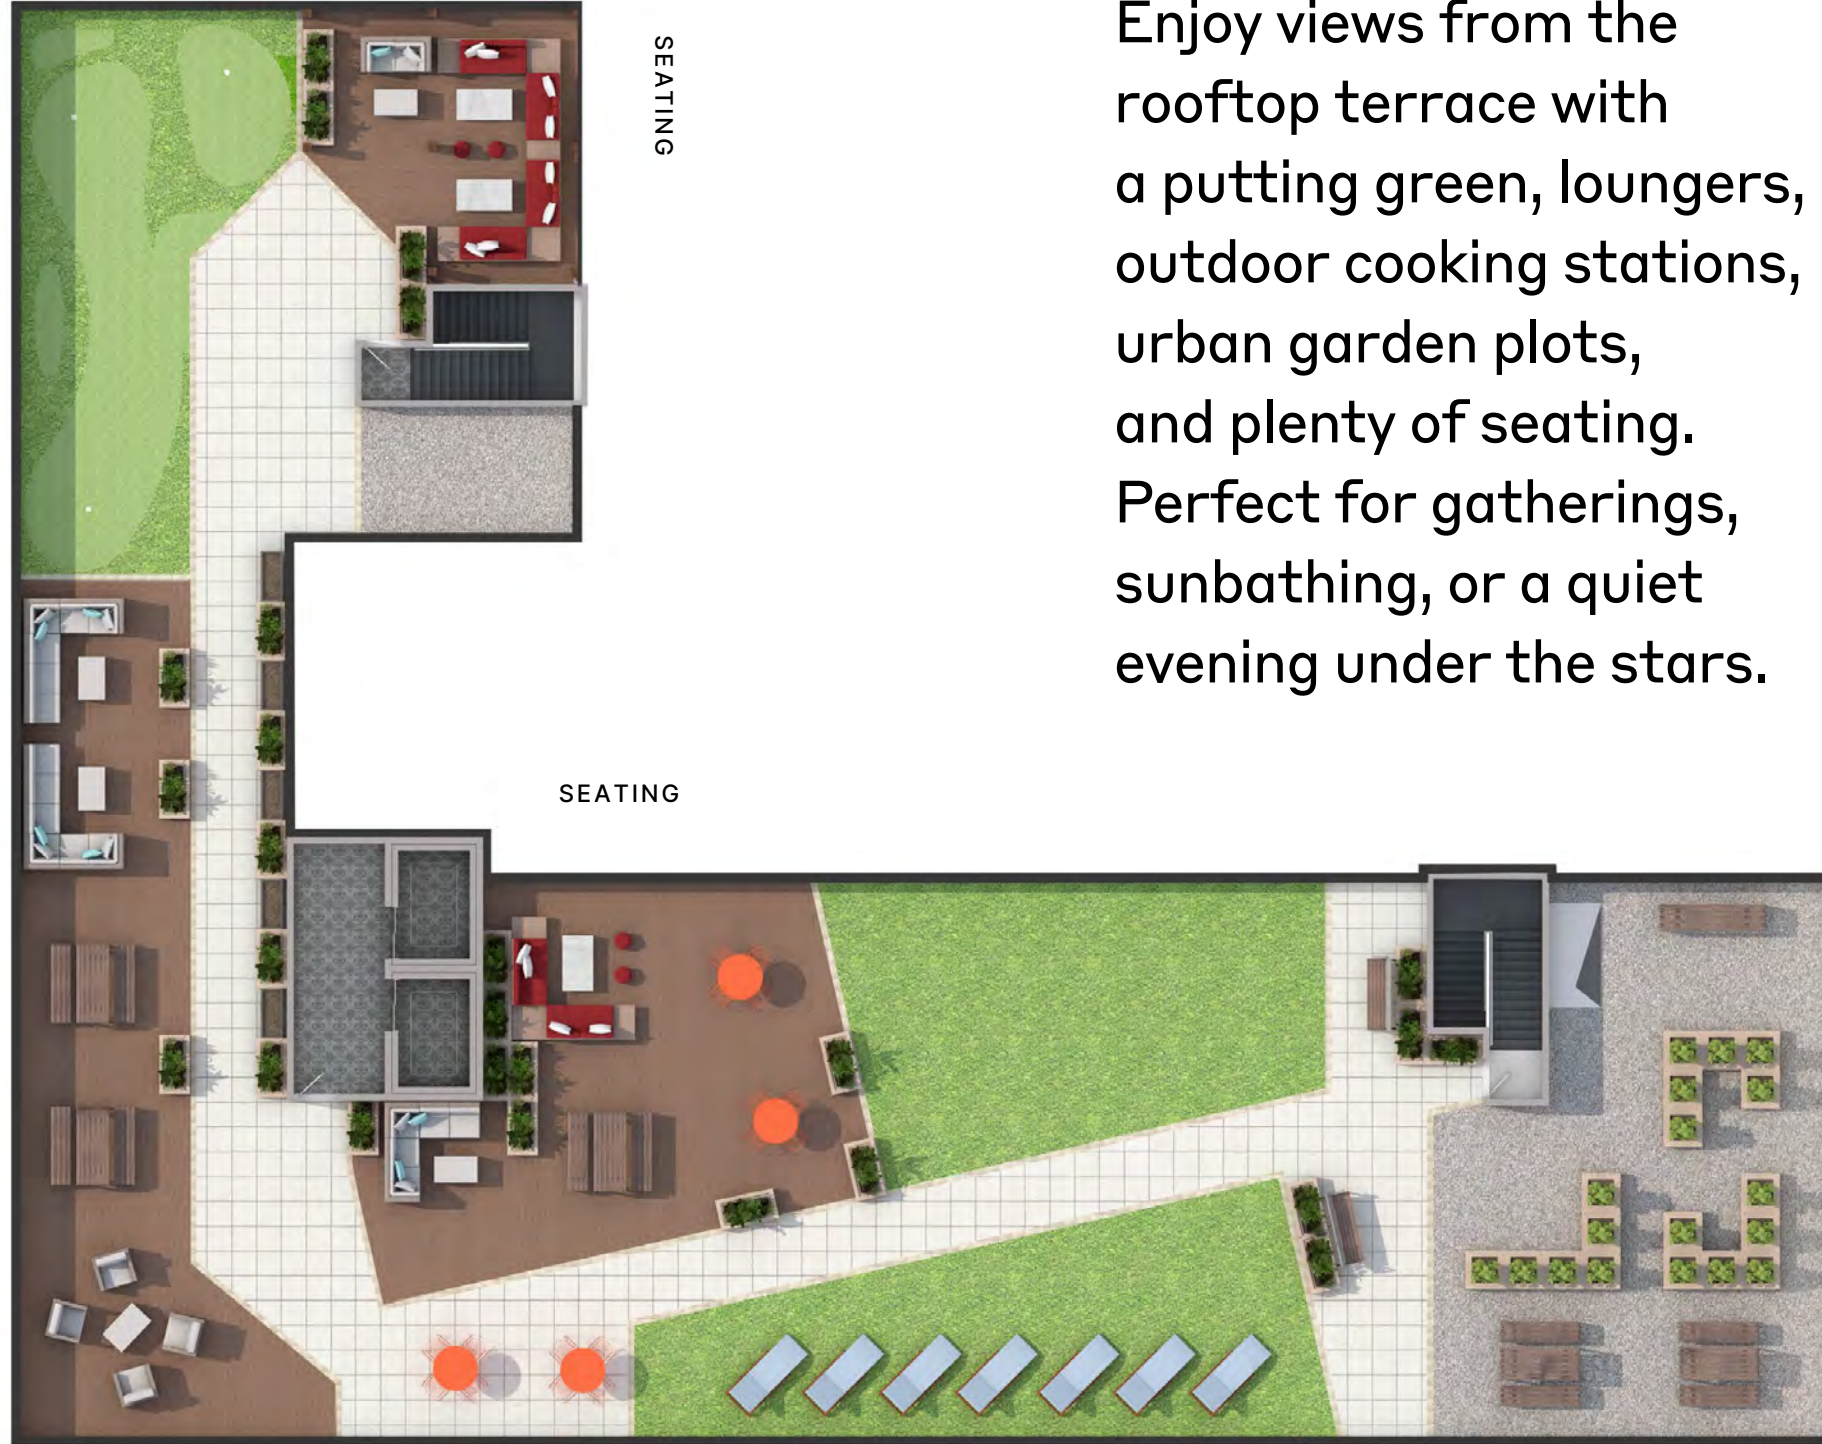 SEATING
Enjoy views from the
rooftop terrace with
a putting green, loungers,
outdoor cooking stations,
urban garden plots,
and plenty of seating.
Perfect for gatherings,
sunbathing, or a quiet
evening under the stars.
SEATING